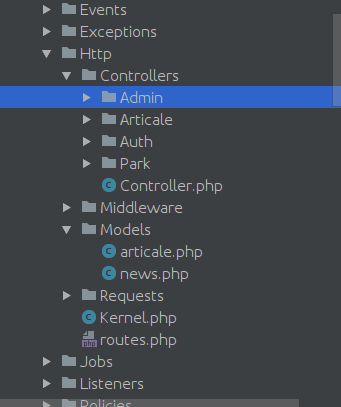 Events
Exceptions
Http
Controllers
Admin
Articale
Auth
Park
Controller.php
Middleware
Models
articale.php
news.php
Requests
Kernel.php
routes.php
Jobs
Listeners
Policies